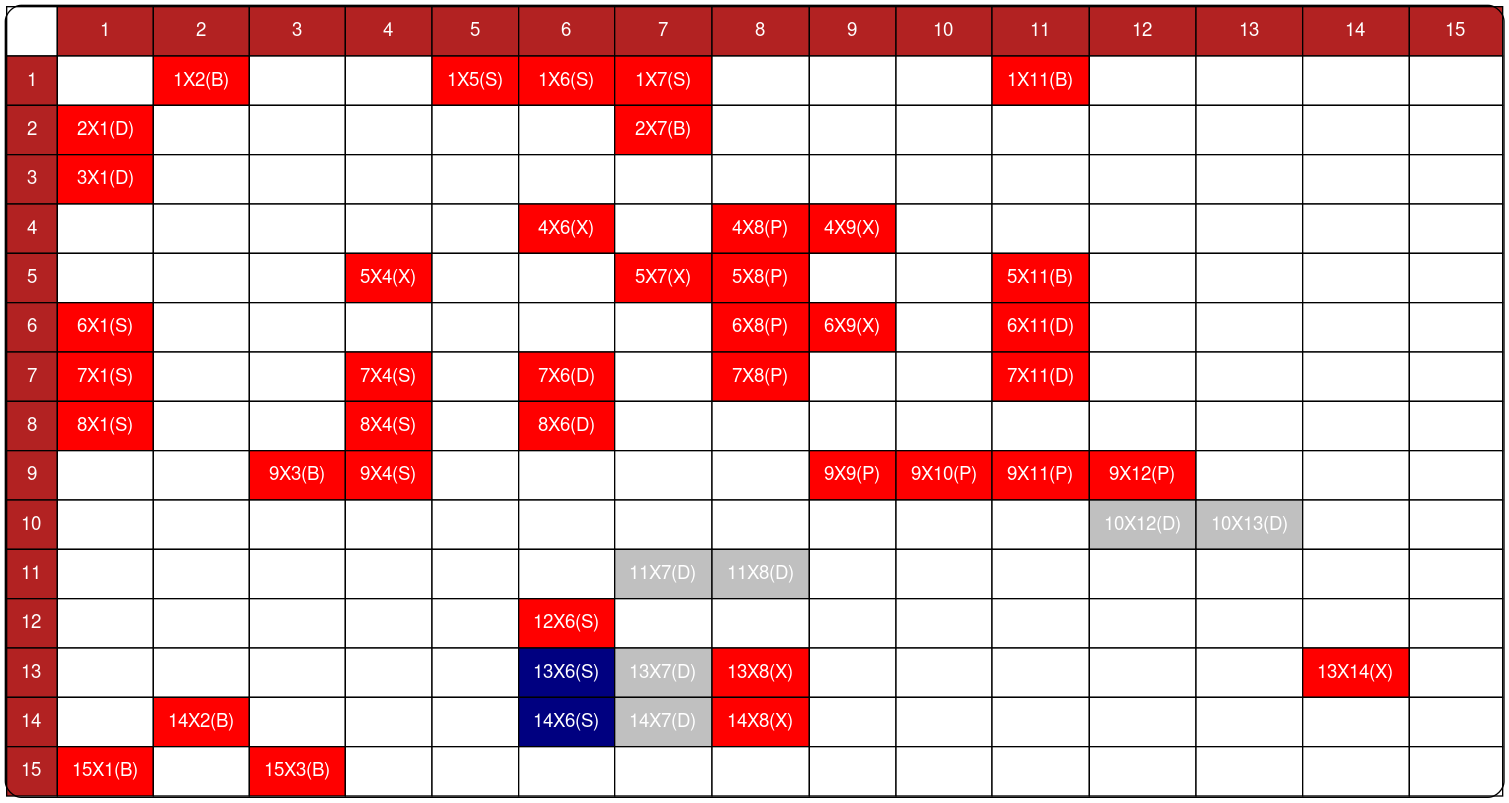 1 2 3 4 5 6 7 8 9 10 11 12 13 14 15
1 1X2(B) 1X5(S) 1X6(S) 1X7(S) 1X11(B)
2 2X1(D) 2X7(B)
3 3X1(D)
4 4X6(X) 4X8(P) 4X9(X)
5 5X4(X) 5X7(X) 5X8(P) 5X11(B)
6 6X1(S) 6X8(P) 6X9(X) 6X11(D)
7 7X1(S) 7X4(S) 7X6(D) 7X8(P) 7X11(D)
8 8X1(S) 8X4(S) 8X6(D)
9 9X3(B) 9X4(S) 9X9(P) 9X10(P) 9X11(P) 9X12(P)
10 10X12(D) 10X13(D)
11 11X7(D) 11X8(D)
12 12X6(S)
13 13X6(S) 13X7(D) 13X8(X) 13X14(X)
14 14X2(B) 14X6(S) 14X7(D) 14X8(X)
15 15X1(B) 15X3(B)